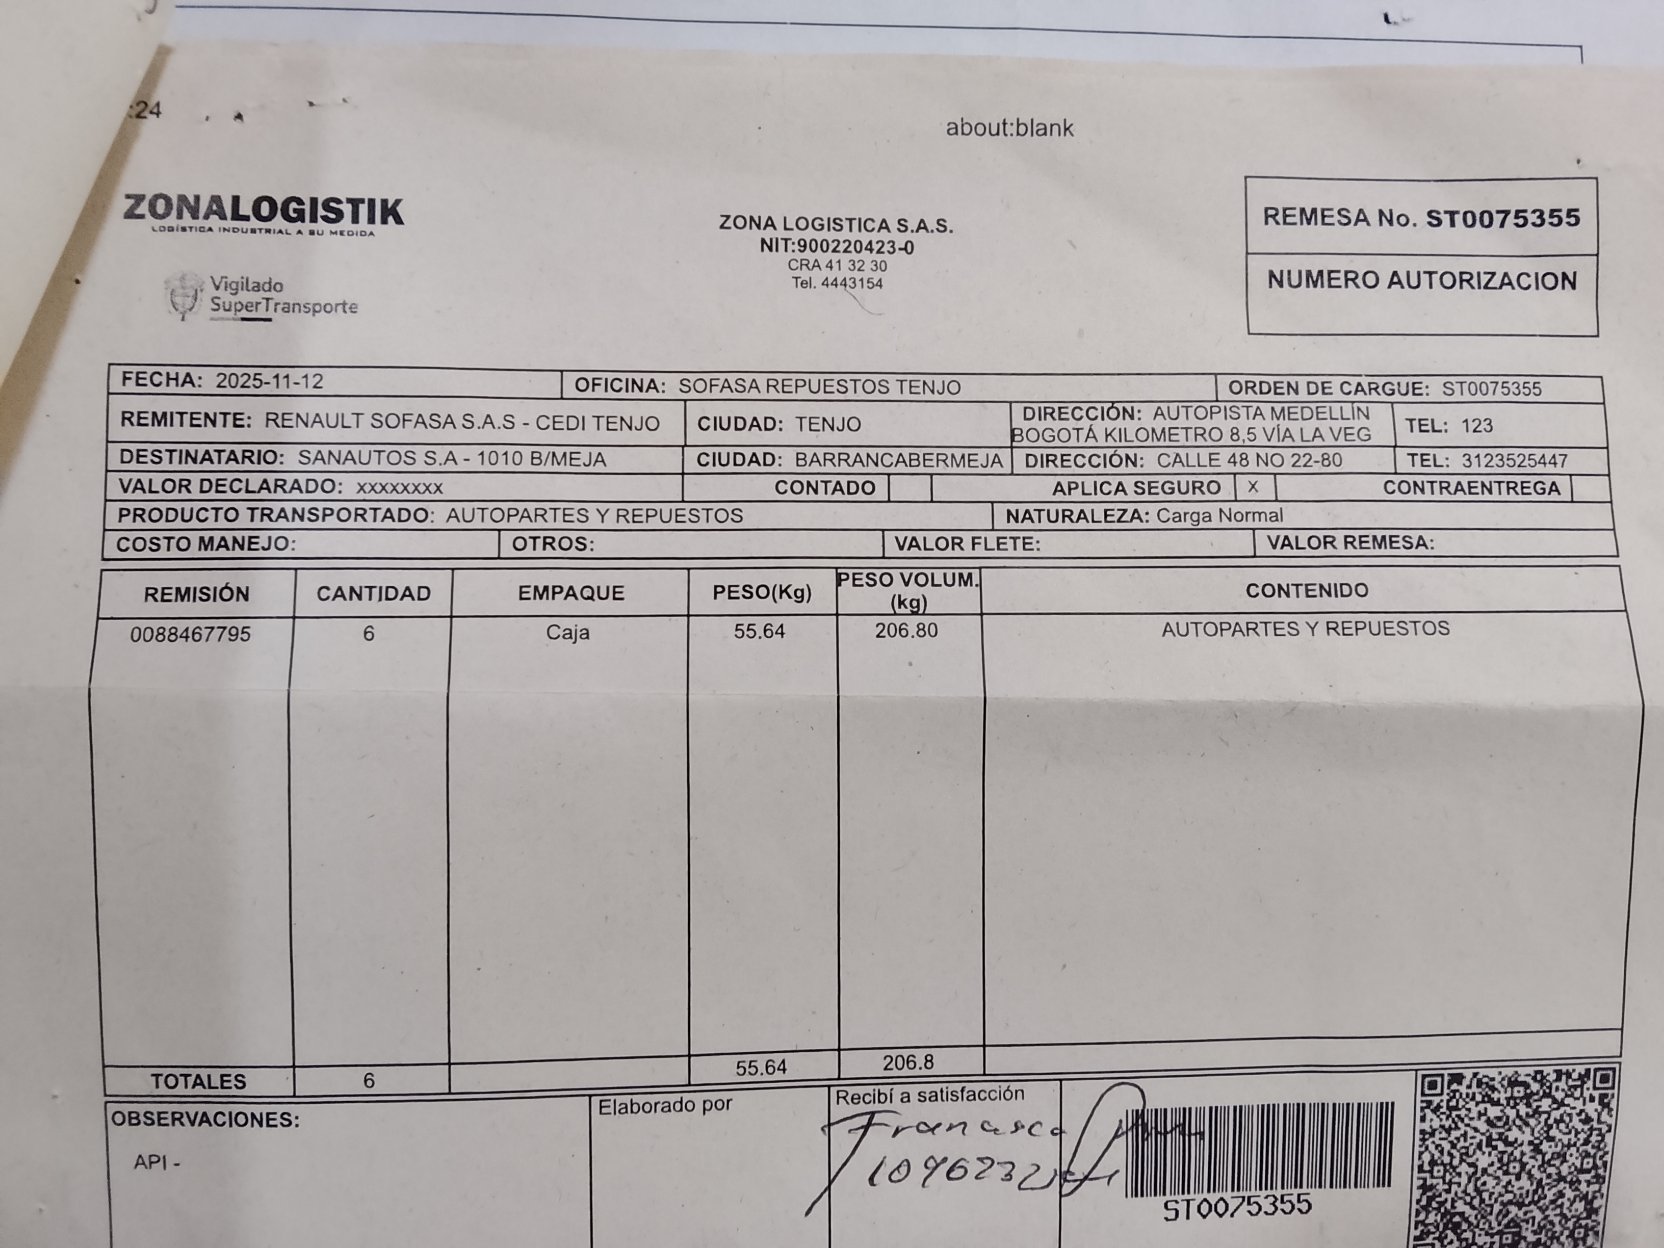 :24
about:blank
ZONALOGISTIK
LOGÍSTICA INDUSTRIAL A SU MEDIDA
Vigilado
SuperTransporte
ZONA LOGISTICA S.A.S.
NIT:900220423-0
CRA 41 32 30
Tel. 4443154
REMESA No. ST0075355
NUMERO AUTORIZACION
FECHA: 2025-11-12 OFICINA: SOFASA REPUESTOS TENJO ORDEN DE CARGUE: ST0075355
REMITENTE: RENAULT SOFASA S.A.S - CEDI TENJO CIUDAD: TENJO DIRECCIÓN: AUTOPISTA MEDELLÍN BOGOTÁ KILOMETRO 8,5 VÍA LA VEG TEL: 123
DESTINATARIO: SANAUTOS S.A - 1010 B/MEJA CIUDAD: BARRANCABERMEJA DIRECCIÓN: CALLE 48 NO 22-80 TEL: 3123525447
VALOR DECLARADO: xxxxxxxx CONTADO APLICA SEGURO X CONTRAENTREGA
PRODUCTO TRANSPORTADO: AUTOPARTES Y REPUESTOS NATURALEZA: Carga Normal
COSTO MANEJO: OTROS: VALOR FLETE: VALOR REMESA:
REMISIÓN CANTIDAD EMPAQUE PESO(Kg) PESO VOLUM. (kg) CONTENIDO
0088467795 6 Caja 55.64 206.80 AUTOPARTES Y REPUESTOS
TOTALES 6 55.64 206.8
OBSERVACIONES: Elaborado por Recibí a satisfacción
API -
ST0075355